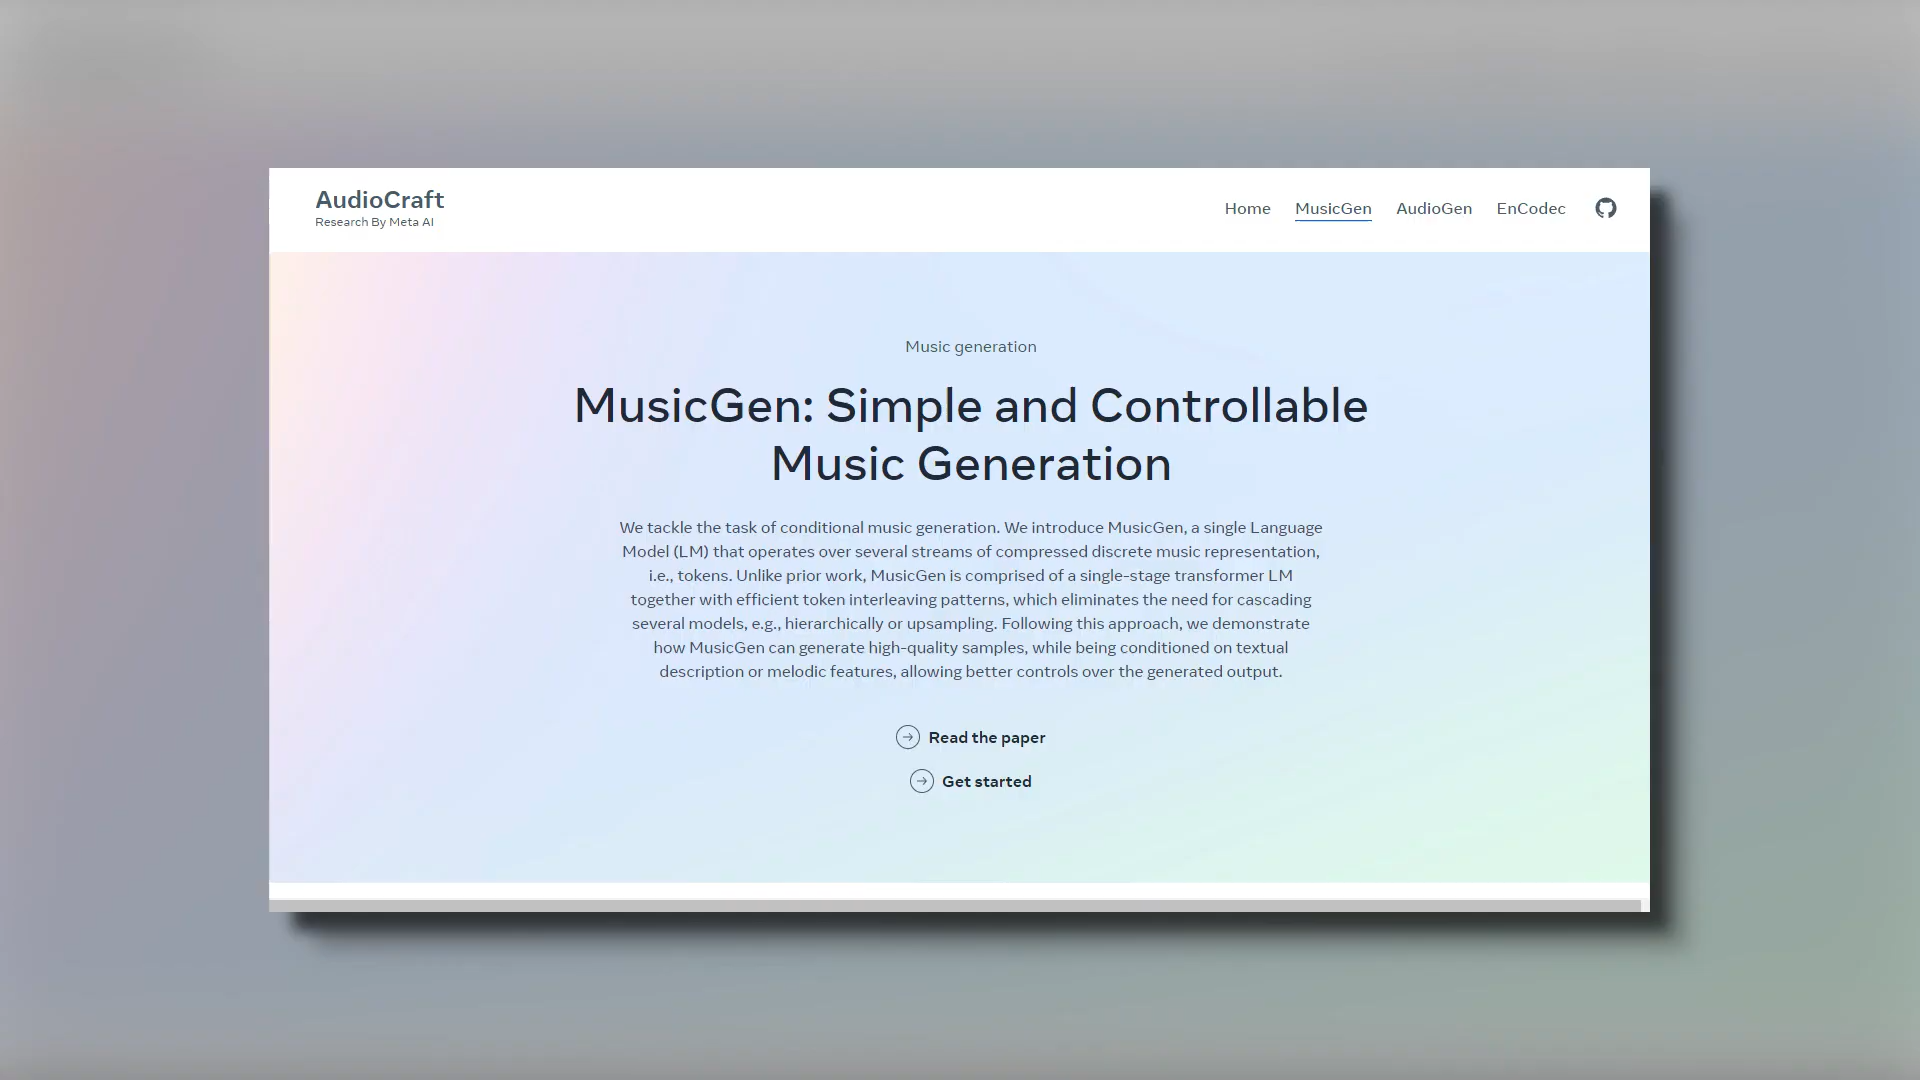 AudioCraft
Research By Meta AI
Home MusicGen AudioGen EnCodec
Music generation
MusicGen: Simple and Controllable
Music Generation
We tackle the task of conditional music generation. We introduce MusicGen, a single Language
Model (LM) that operates over several streams of compressed discrete music representation,
i.e., tokens. Unlike prior work, MusicGen is comprised of a single-stage transformer LM
together with efficient token interleaving patterns, which eliminates the need for cascading
several models, e.g., hierarchically or upsampling. Following this approach, we demonstrate
how MusicGen can generate high-quality samples, while being conditioned on textual
description or melodic features, allowing better controls over the generated output.
Read the paper
Get started